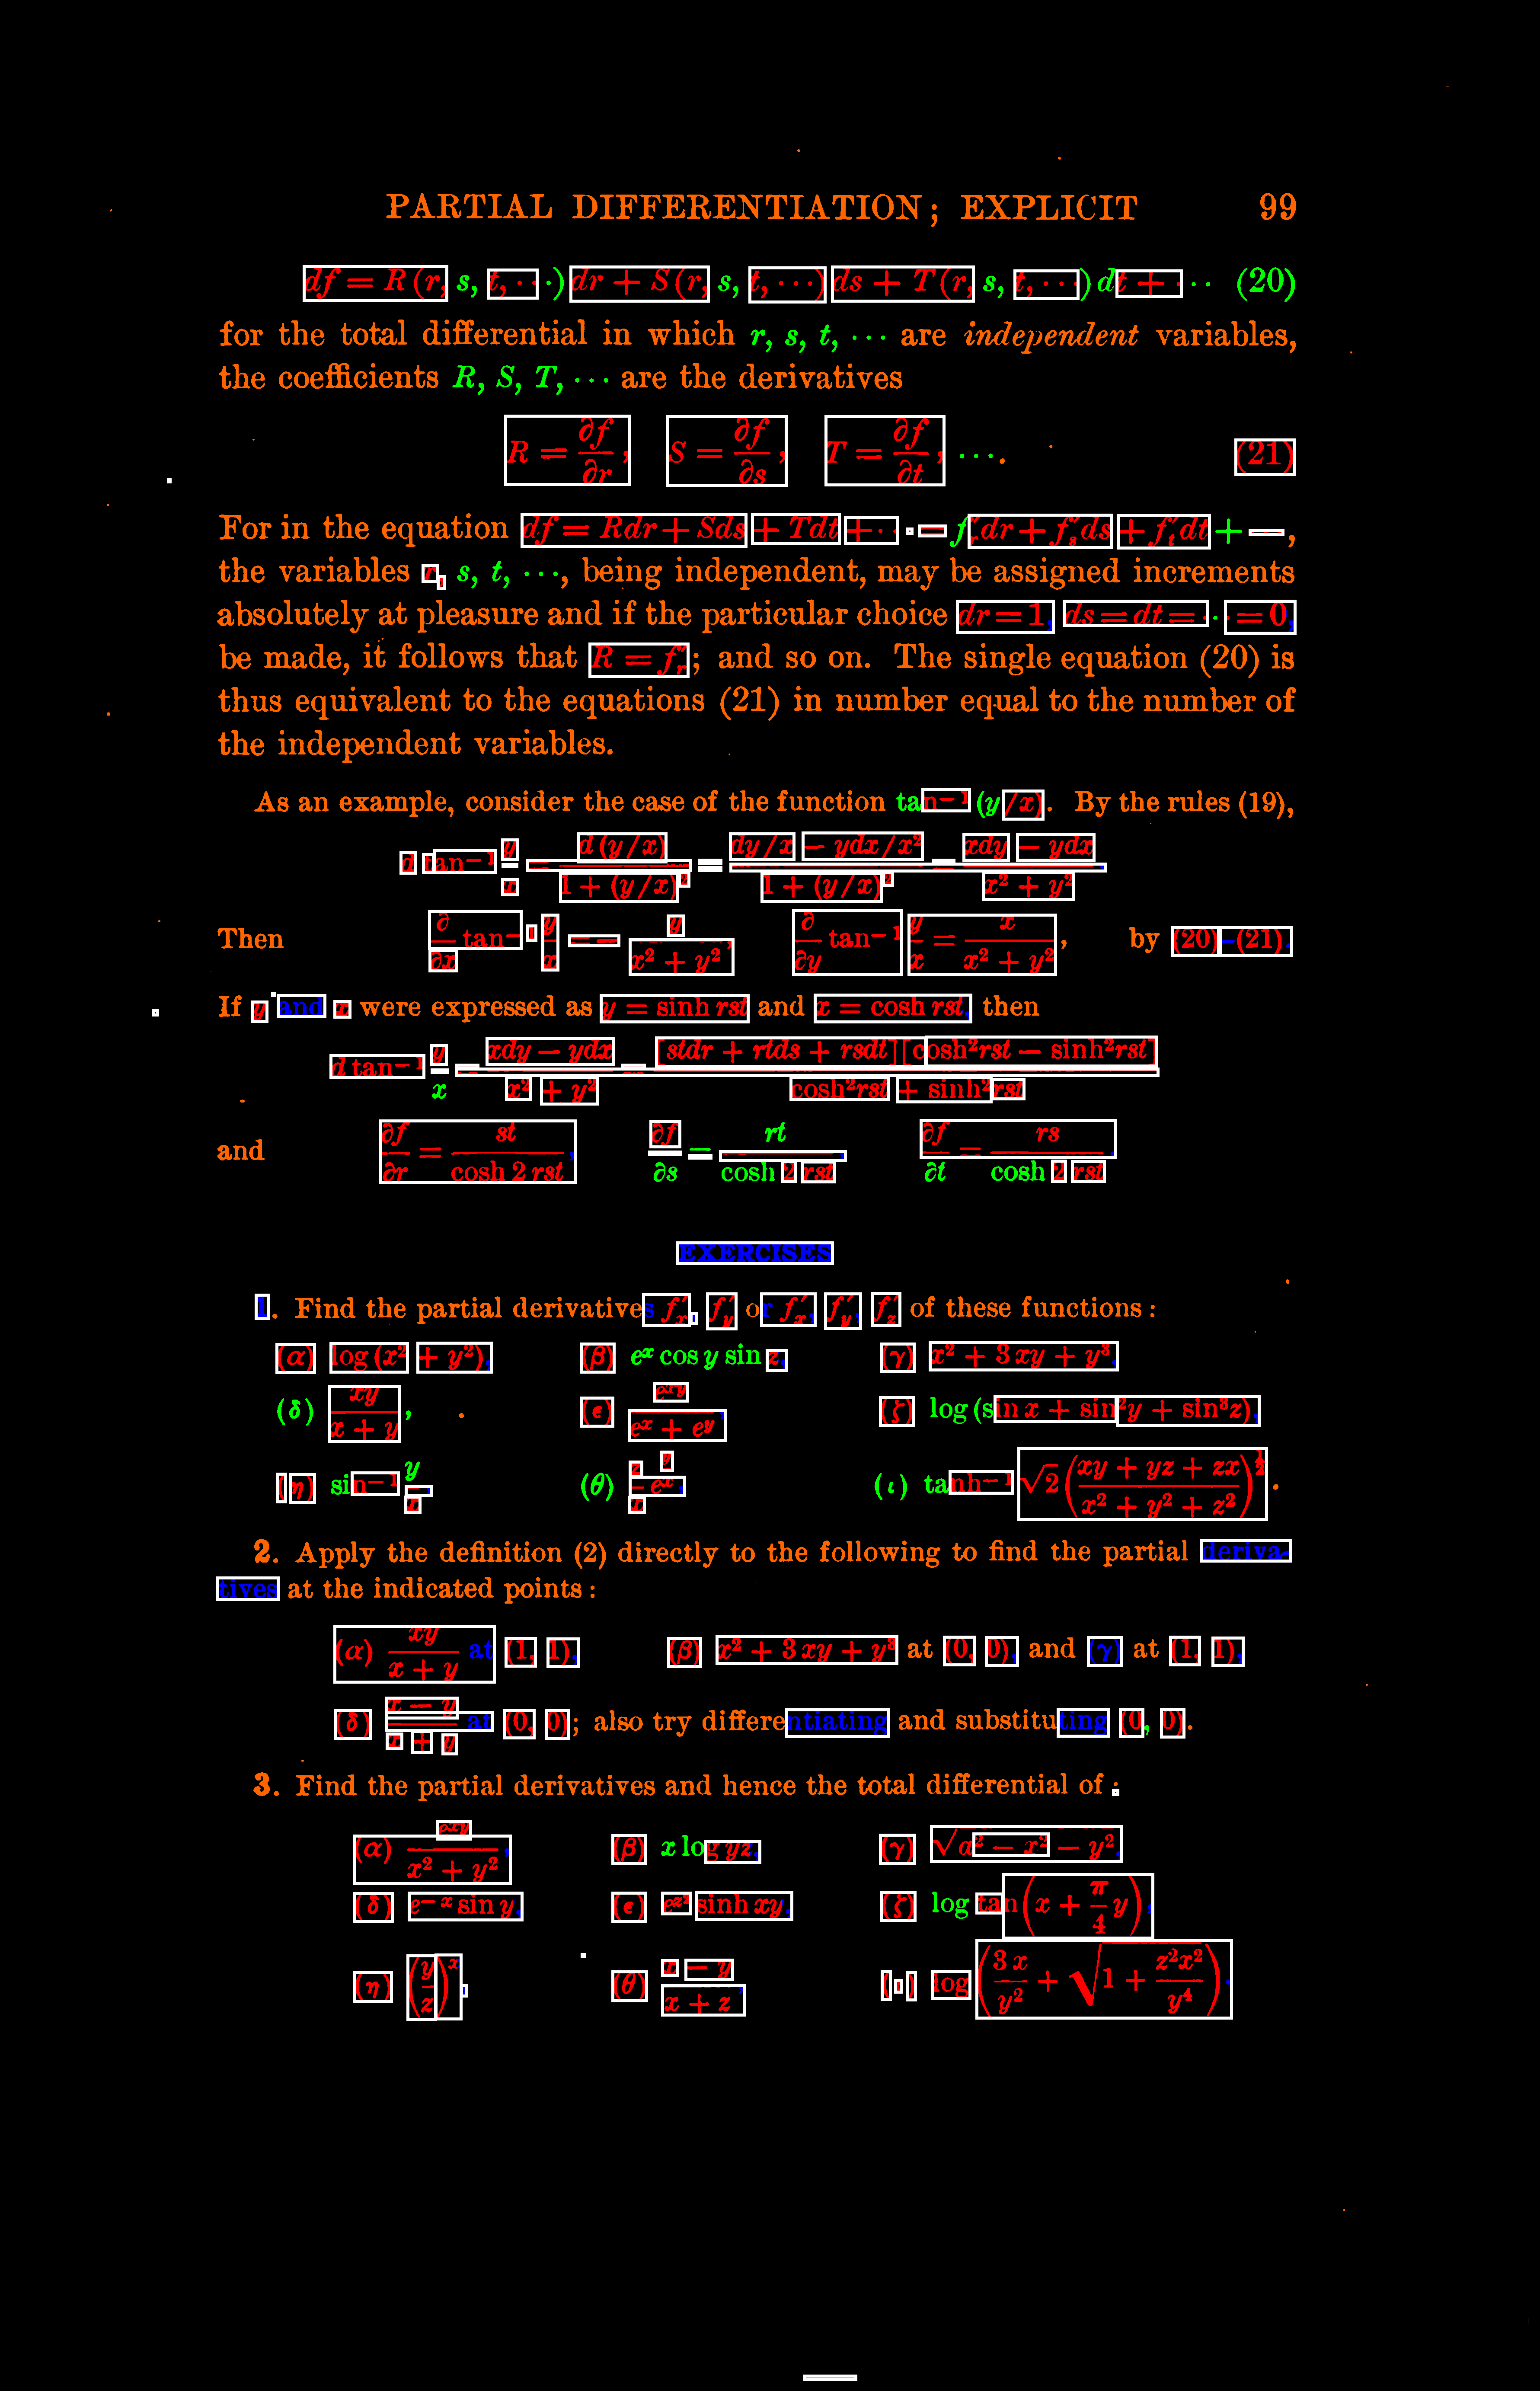 PARTIAL DIFFERENTIATION; EXPLICIT 99
df = R(r, s, t, ···) dr + S(r, s, t, ···) ds + T(r, s, t, ···) dt + ··· (20)
for the total differential in which r, s, t, ··· are independent variables,
the coefficients R, S, T, ··· are the derivatives
R = ∂f/∂r, S = ∂f/∂s, T = ∂f/∂t, ···. (21)
For in the equation df = Rdr + Sds + Tdt + ··· = f′ᵣdr + f′ₛds + f′ₜdt + ···,
the variables r, s, t, ···, being independent, may be assigned increments
absolutely at pleasure and if the particular choice dr = 1, ds = dt = ··· = 0,
be made, it follows that R = f′ᵣ; and so on. The single equation (20) is
thus equivalent to the equations (21) in number equal to the number of
the independent variables.
As an example, consider the case of the function tan⁻¹ (y/x). By the rules (19),
d tan⁻¹ y/x = d(y/x) / (1 + (y/x)²) = (dy/x − ydx/x²) / (1 + (y/x)²) = (xdy − ydx) / (x² + y²)
Then ∂/∂x tan⁻¹ y/x = − y/(x² + y²), ∂/∂y tan⁻¹ y/x = x/(x² + y²), by (20)–(21).
If y and x were expressed as y = sinh rst and x = cosh rst, then
d tan⁻¹ y/x = (xdy − ydx)/(x² + y²) = [stdr + rtds + rsdt][cosh²rst − sinh²rst] / (cosh²rst + sinh²rst)
and ∂f/∂r = st/cosh 2 rst, ∂f/∂s = rt/cosh 2 rst, ∂f/∂t = rs/cosh 2 rst.
EXERCISES
1. Find the partial derivatives f′ₓ, f′y or f′ₓ, f′y, f′z of these functions:
(α) log (x² + y²), (β) eˣ cos y sin z, (γ) x² + 3 xy + y³,
(δ) xy/(x + y), (ε) e^(xy)/(eˣ + e^y), (ζ) log (sin x + sin²y + sin³z),
(η) sin⁻¹ y/x, (θ) z/x e^(y/x), (ι) tanh⁻¹ √2 ((xy + yz + zx)/(x² + y² + z²))^½.
2. Apply the definition (2) directly to the following to find the partial deriva-
tives at the indicated points:
(α) xy/(x + y) at (1, 1), (β) x² + 3 xy + y³ at (0, 0), and (γ) at (1, 1),
(δ) (x − y)/(x + y) at (0, 0); also try differentiating and substituting (0, 0).
3. Find the partial derivatives and hence the total differential of:
(α) e^(xy)/(x² + y²), (β) x log yz, (γ) √(a² − x² − y²),
(δ) e⁻ˣ sin y, (ε) e^(z²) sinh xy, (ζ) log tan (x + π/4 y),
(η) (y/z)ˣ, (θ) (x − y)/(x + z), (ι) log (3 x/y² + √(1 + z²x²/y⁴)).